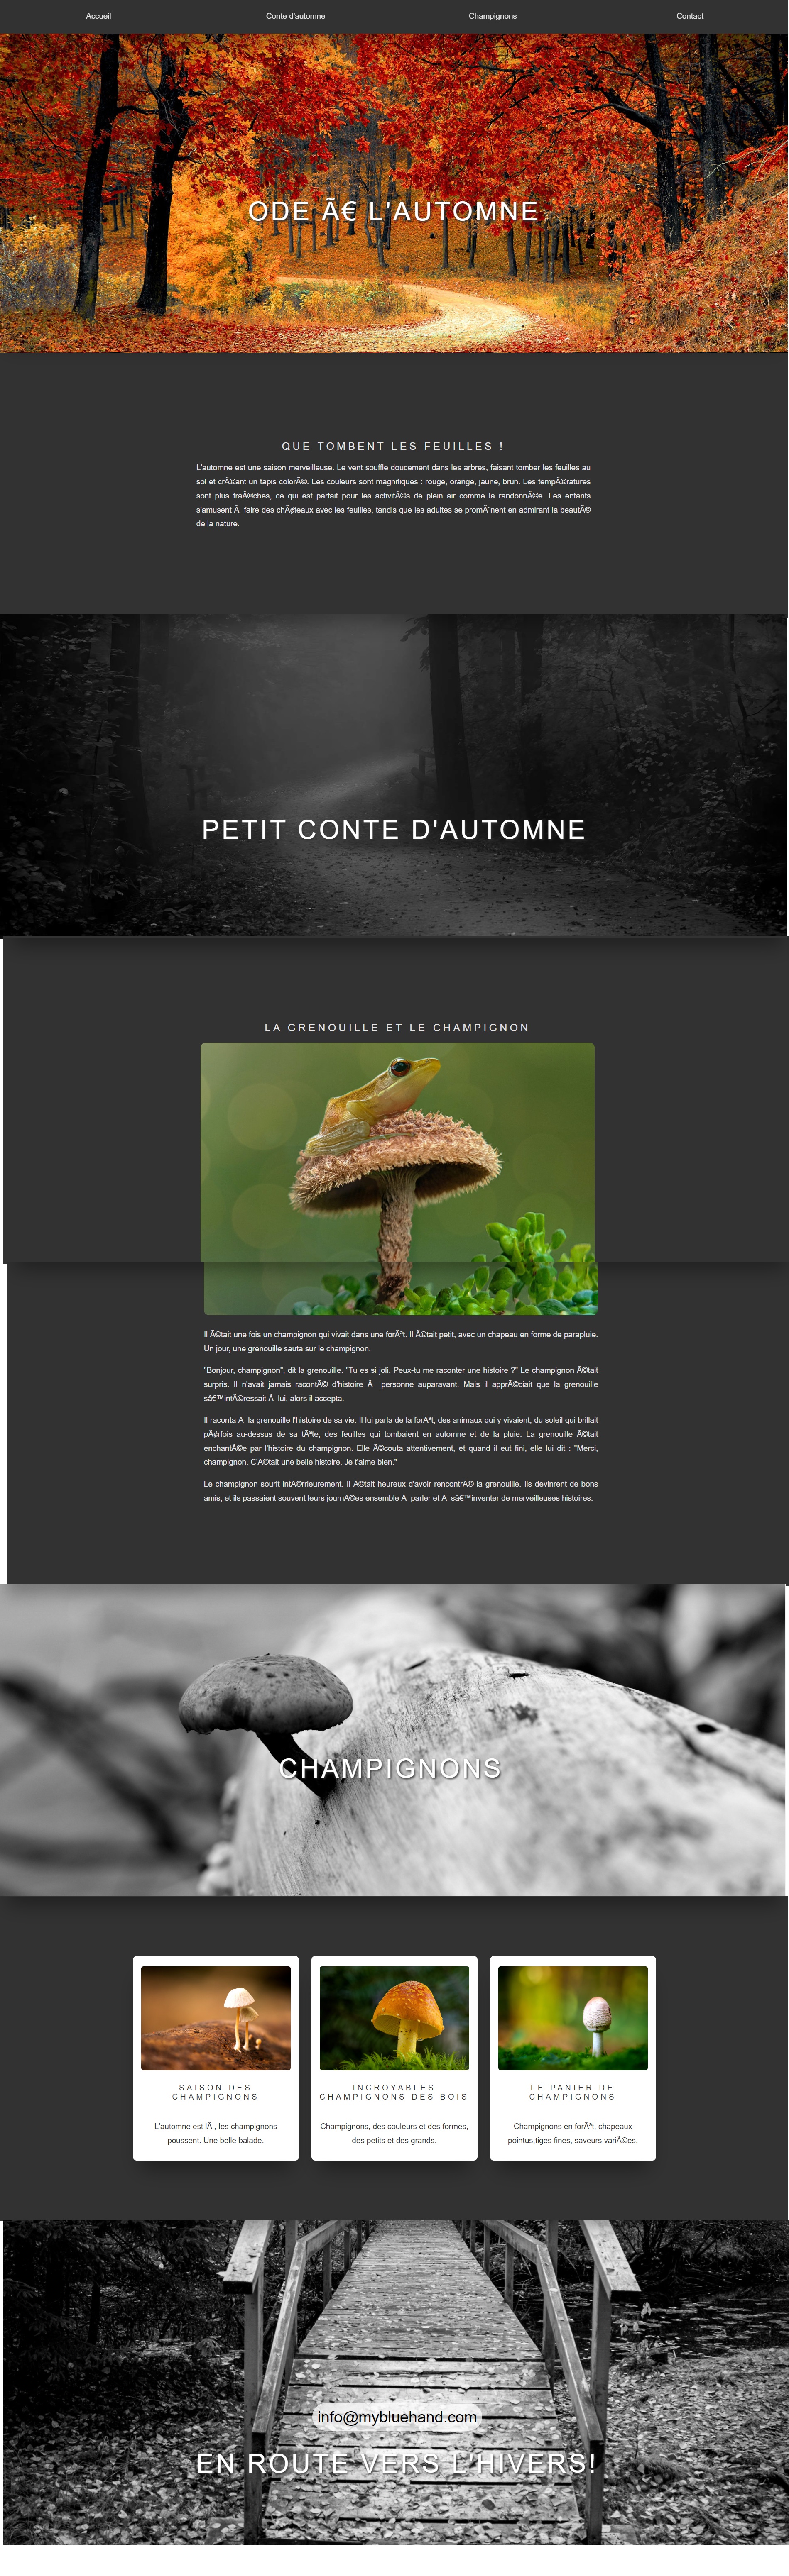 Accueil Conte d'automne Champignons Contact
ODE Ã€ L'AUTOMNE
QUE TOMBENT LES FEUILLES !
L'automne est une saison merveilleuse. Le vent souffle doucement dans les arbres, faisant tomber les feuilles au
sol et crÃ©ant un tapis colorÃ©. Les couleurs sont magnifiques : rouge, orange, jaune, brun. Les tempÃ©ratures
sont plus fraÃ®ches, ce qui est parfait pour les activitÃ©s de plein air comme la randonnÃ©e. Les enfants
s'amusent Ã  faire des chÃ¢teaux avec les feuilles, tandis que les adultes se promÃ¨nent en admirant la beautÃ©
de la nature.
PETIT CONTE D'AUTOMNE
LA GRENOUILLE ET LE CHAMPIGNON
Il Ã©tait une fois un champignon qui vivait dans une forÃªt. Il Ã©tait petit, avec un chapeau en forme de parapluie.
Un jour, une grenouille sauta sur le champignon.
"Bonjour, champignon", dit la grenouille. "Tu es si joli. Peux-tu me raconter une histoire ?" Le champignon Ã©tait
surpris. Il n'avait jamais racontÃ© d'histoire Ã  personne auparavant. Mais il apprÃ©ciait que la grenouille
sâ€™intÃ©ressait Ã  lui, alors il accepta.
Il raconta Ã  la grenouille l'histoire de sa vie. Il lui parla de la forÃªt, des animaux qui y vivaient, du soleil qui brillait
pÃ¢rfois au-dessus de sa tÃªte, des feuilles qui tombaient en automne et de la pluie. La grenouille Ã©tait
enchantÃ©e par l'histoire du champignon. Elle Ã©couta attentivement, et quand il eut fini, elle lui dit : "Merci,
champignon. C'Ã©tait une belle histoire. Je t'aime bien."
Le champignon sourit intÃ©rrieurement. Il Ã©tait heureux d'avoir rencontrÃ© la grenouille. Ils devinrent de bons
amis, et ils passaient souvent leurs journÃ©es ensemble Ã  parler et Ã  sâ€™inventer de merveilleuses histoires.
CHAMPIGNONS
SAISON DES
CHAMPIGNONS
L'automne est lÃ , les champignons
poussent. Une belle balade.
INCROYABLES
CHAMPIGNONS DES BOIS
Champignons, des couleurs et des formes,
des petits et des grands.
LE PANIER DE
CHAMPIGNONS
Champignons en forÃªt, chapeaux
pointus,tiges fines, saveurs variÃ©es.
info@mybluehand.com
EN ROUTE VERS L'HIVERS!